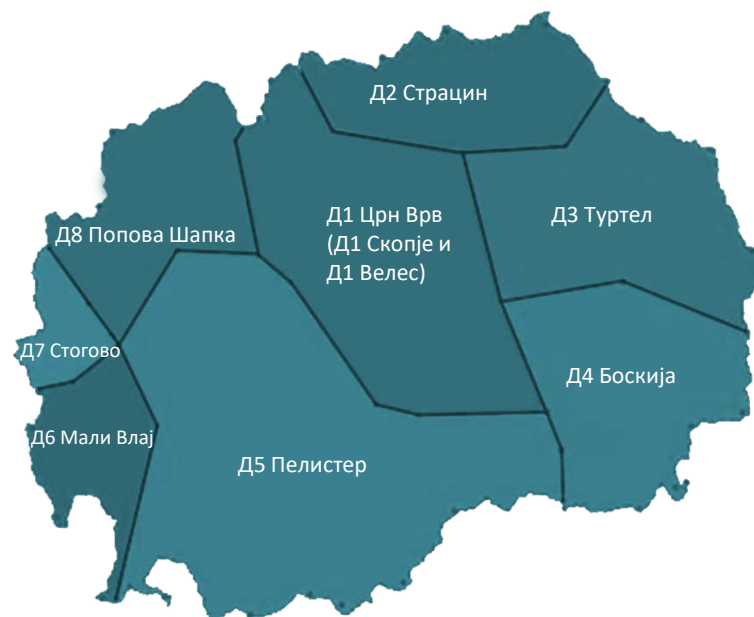 Д2 Страцин
Д1 Црн Врв
(Д1 Скопје и
Д1 Велес)
Д3 Туртел
Д8 Попова Шапка
Д7 Стогово
Д4 Боскија
Д6 Мали Влај
Д5 Пелистер